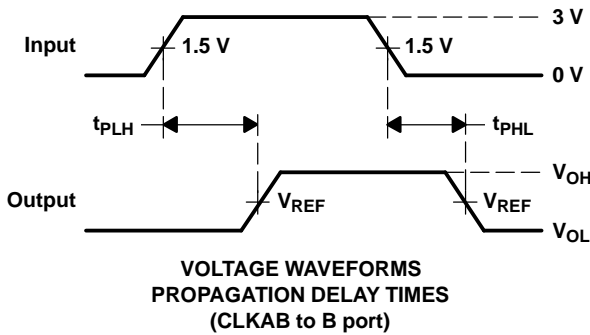 3 V
Input
1.5 V
1.5 V
0 V
tPLH
tPHL
VOH
Output
VREF
VREF
VOL
VOLTAGE WAVEFORMS
PROPAGATION DELAY TIMES
(CLKAB to B port)